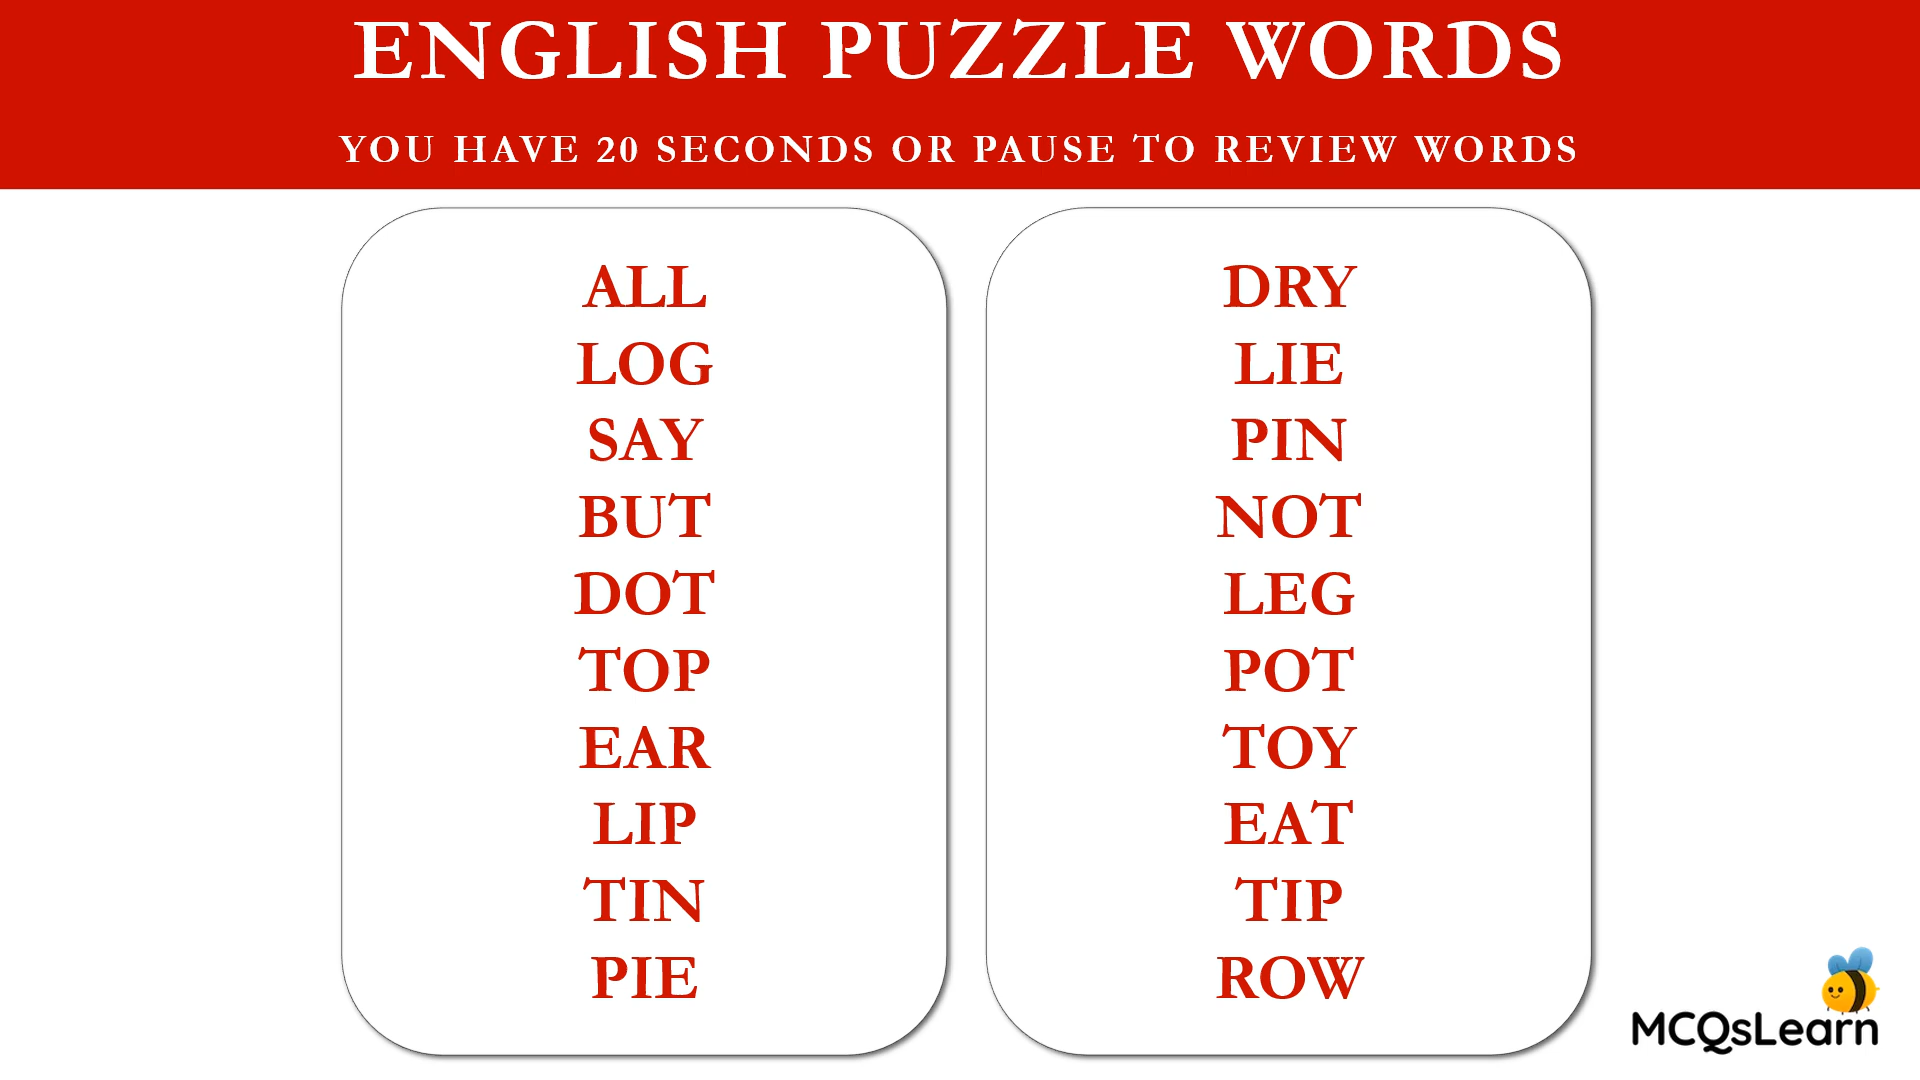 ENGLISH PUZZLE WORDS
YOU HAVE 20 SECONDS OR PAUSE TO REVIEW WORDS
ALL
LOG
SAY
BUT
DOT
TOP
EAR
LIP
TIN
PIE
DRY
LIE
PIN
NOT
LEG
POT
TOY
EAT
TIP
ROW
MCQsLearn